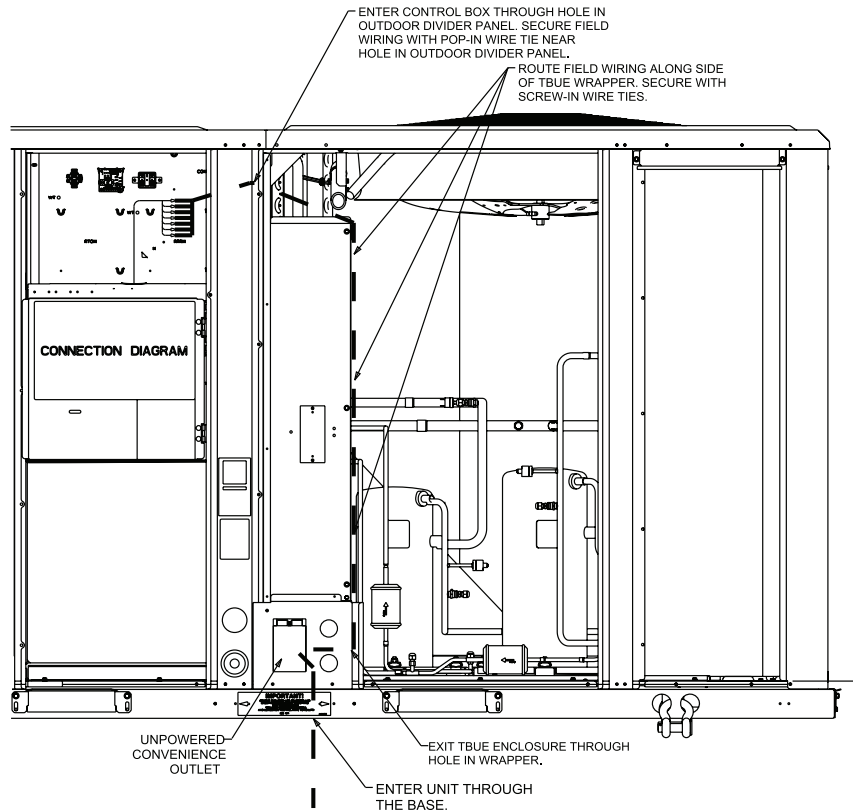 ENTER CONTROL BOX THROUGH HOLE IN
OUTDOOR DIVIDER PANEL. SECURE FIELD
WIRING WITH POP-IN WIRE TIE NEAR
HOLE IN OUTDOOR DIVIDER PANEL.
ROUTE FIELD WIRING ALONG SIDE
OF TBUE WRAPPER. SECURE WITH
SCREW-IN WIRE TIES.
CONNECTION DIAGRAM
IMPORTANT!
UNPOWERED
CONVENIENCE
OUTLET
EXIT TBUE ENCLOSURE THROUGH
HOLE IN WRAPPER.
ENTER UNIT THROUGH
THE BASE.